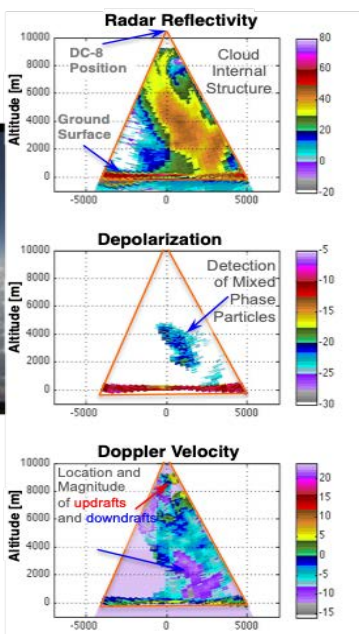 Radar Reflectivity
DC-8
Position
Cloud
Internal
Structure
Ground
Surface
Altitude [m]
10000
8000
6000
4000
2000
0
-5000
0
5000
80
60
40
20
0
-20
Depolarization
Detection
of Mixed
Phase
Particles
Altitude [m]
10000
8000
6000
4000
2000
0
-5000
0
5000
-5
-10
-15
-20
-25
-30
Doppler Velocity
Location and
Magnitude
of updrafts
and downdrafts
Altitude [m]
10000
8000
6000
4000
2000
0
-5000
0
5000
20
15
10
5
0
-5
-10
-15